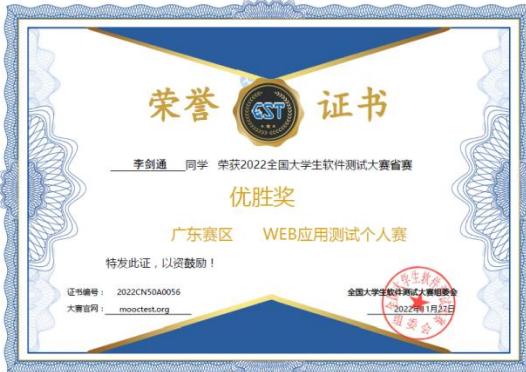 荣誉 CST 证书
李剑通 同学 荣获2022全国大学生软件测试大赛省赛
优胜奖
广东赛区 WEB应用测试个人赛
特发此证，以资鼓励！
证书编号： 2022CN50A0056
全国大学生软件测试大赛组委会
大赛官网： mooctest.org
2022年11月27日
组委会